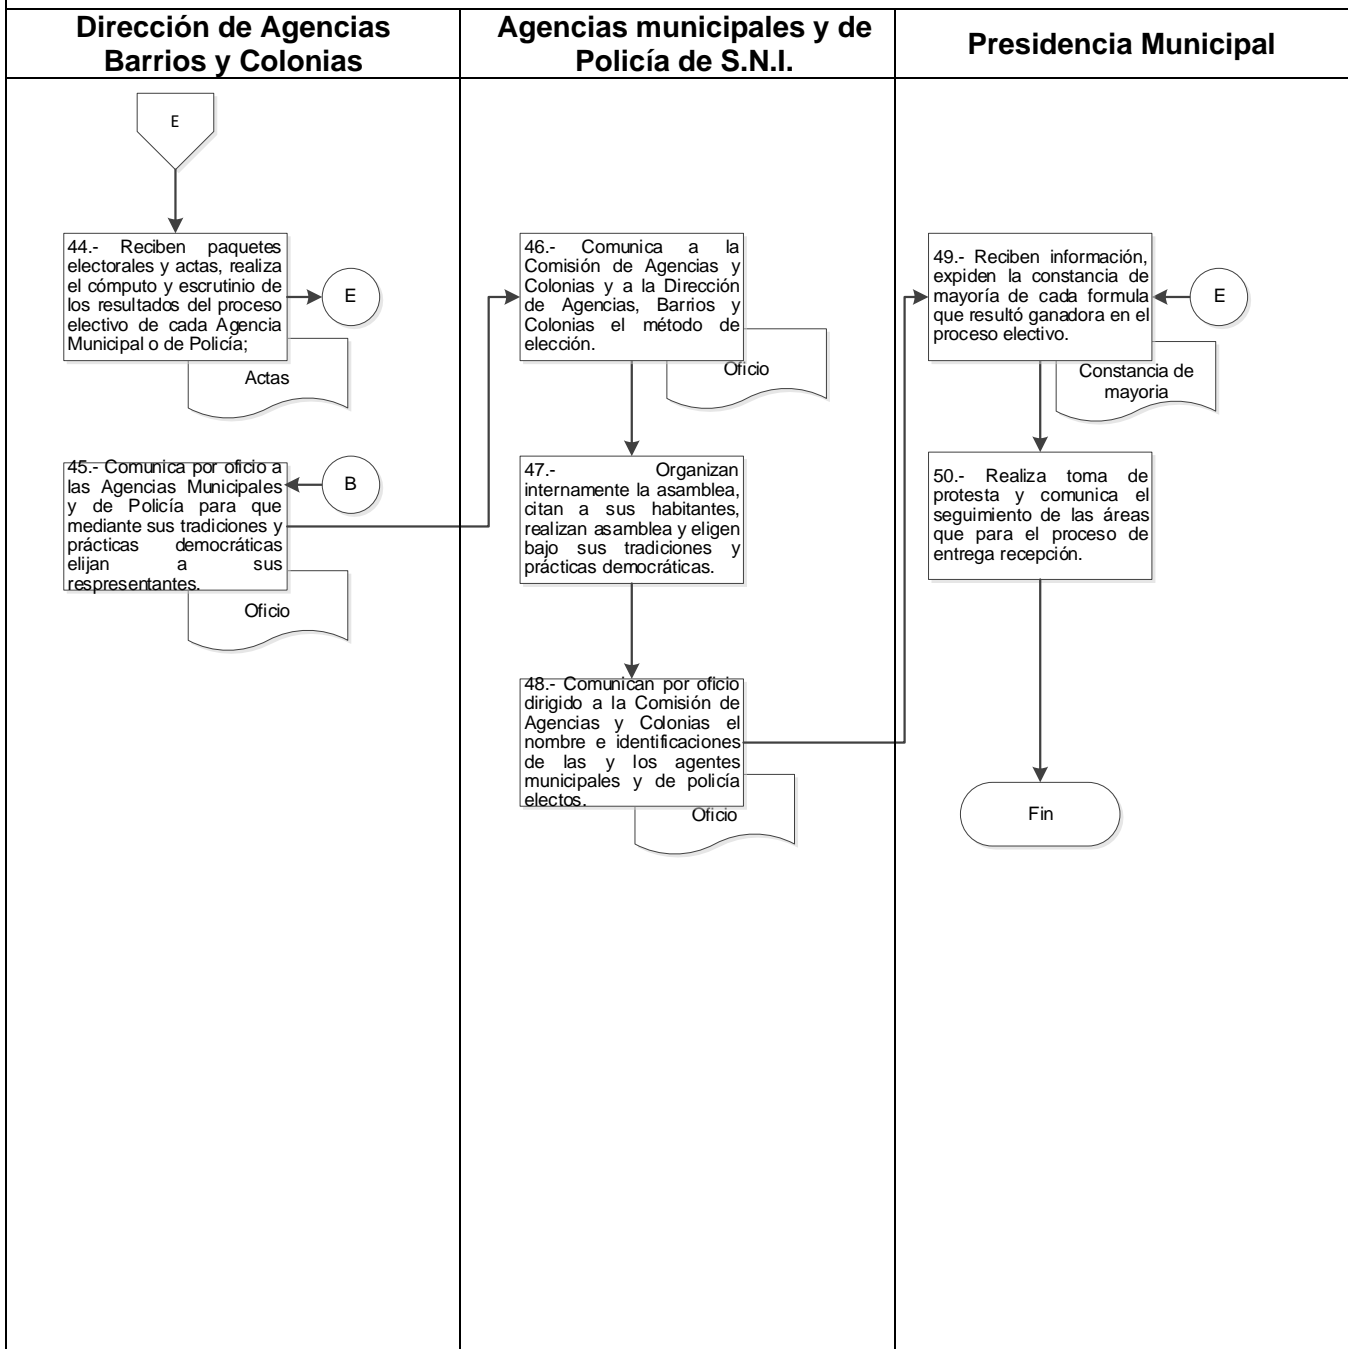 Dirección de Agencias
Barrios y Colonias
Agencias municipales y de
Policía de S.N.I.
Presidencia Municipal
E
44.- Reciben paquetes
electorales y actas, realiza
el cómputo y escrutinio de
los resultados del proceso
electivo de cada Agencia
Municipal o de Policía;
E
Actas
45.- Comunica por oficio a
las Agencias Municipales
y de Policía para que
mediante sus tradiciones y
prácticas democráticas
elijan a sus
respresentantes.
B
Oficio
46.- Comunica a la
Comisión de Agencias y
Colonias y a la Dirección
de Agencias, Barrios y
Colonias el método de
elección.
Oficio
47.- Organizan
internamente la asamblea,
citan a sus habitantes,
realizan asamblea y eligen
bajo sus tradiciones y
prácticas democráticas.
48.- Comunican por oficio
dirigido a la Comisión de
Agencias y Colonias el
nombre e identificaciones
de las y los agentes
municipales y de policía
electos.
Oficio
49.- Reciben información,
expiden la constancia de
mayoría de cada formula
que resultó ganadora en el
proceso electivo.
E
Constancia de
mayoria
50.- Realiza toma de
protesta y comunica el
seguimiento de las áreas
que para el proceso de
entrega recepción.
Fin